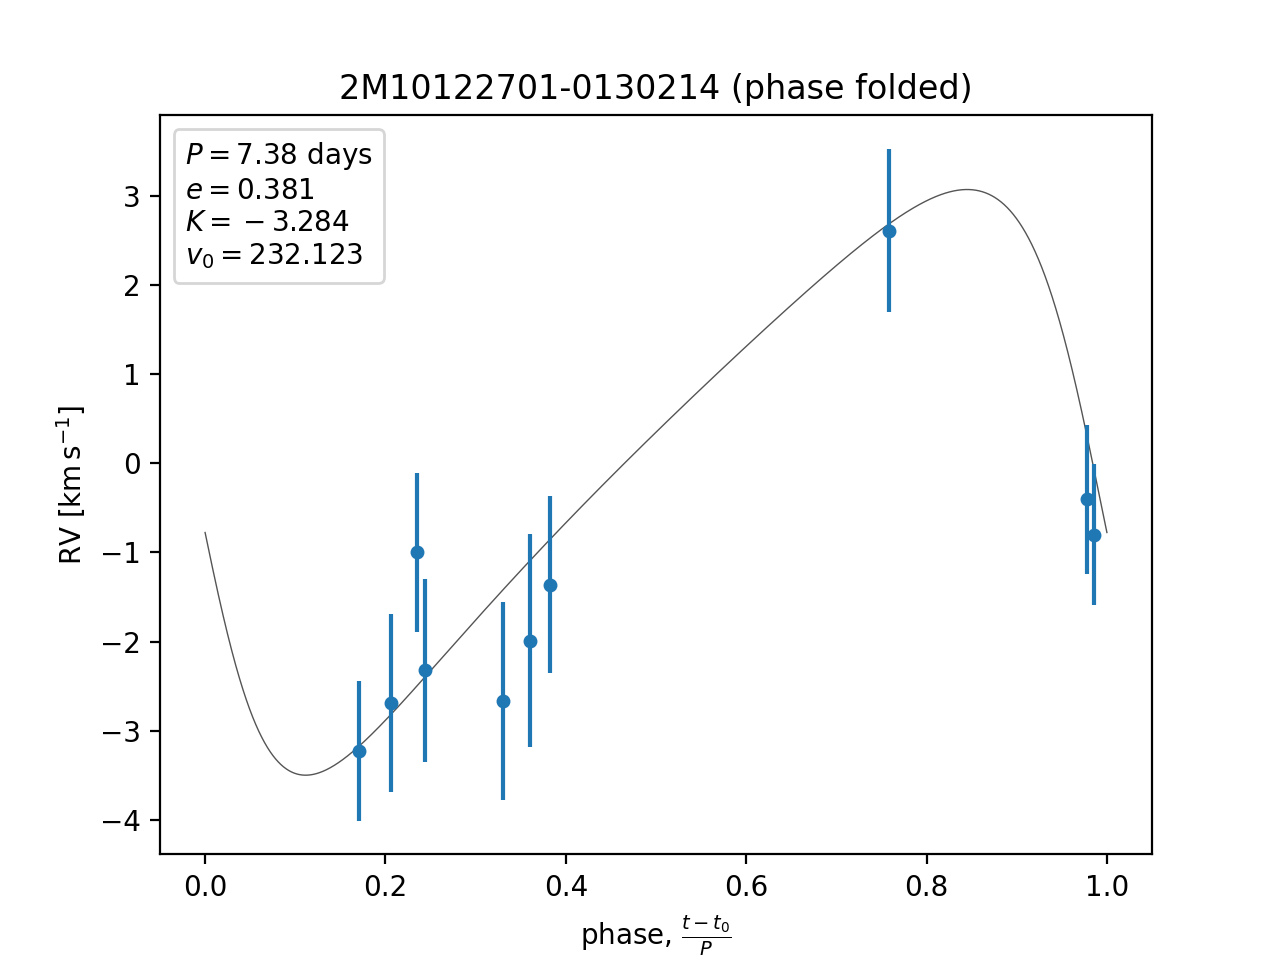 2M10122701-0130214 (phase folded)
P = 7.38 days
e = 0.381
K = −3.284
v₀ = 232.123
RV [km s⁻¹]
3
2
1
0
−1
−2
−3
−4
0.0 0.2 0.4 0.6 0.8 1.0
phase, (t − t₀)/P